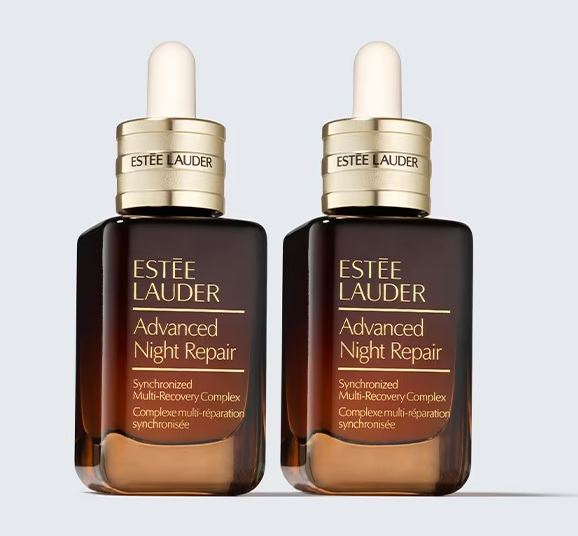 ESTĒE LAUDER
ESTĒE
LAUDER
Advanced
Night Repair
Synchronized
Multi-Recovery Complex
Complexe multi-réparation
synchronisée
ESTĒE LAUDER
ESTĒE
LAUDER
Advanced
Night Repair
Synchronized
Multi-Recovery Complex
Complexe multi-réparation
synchronisée